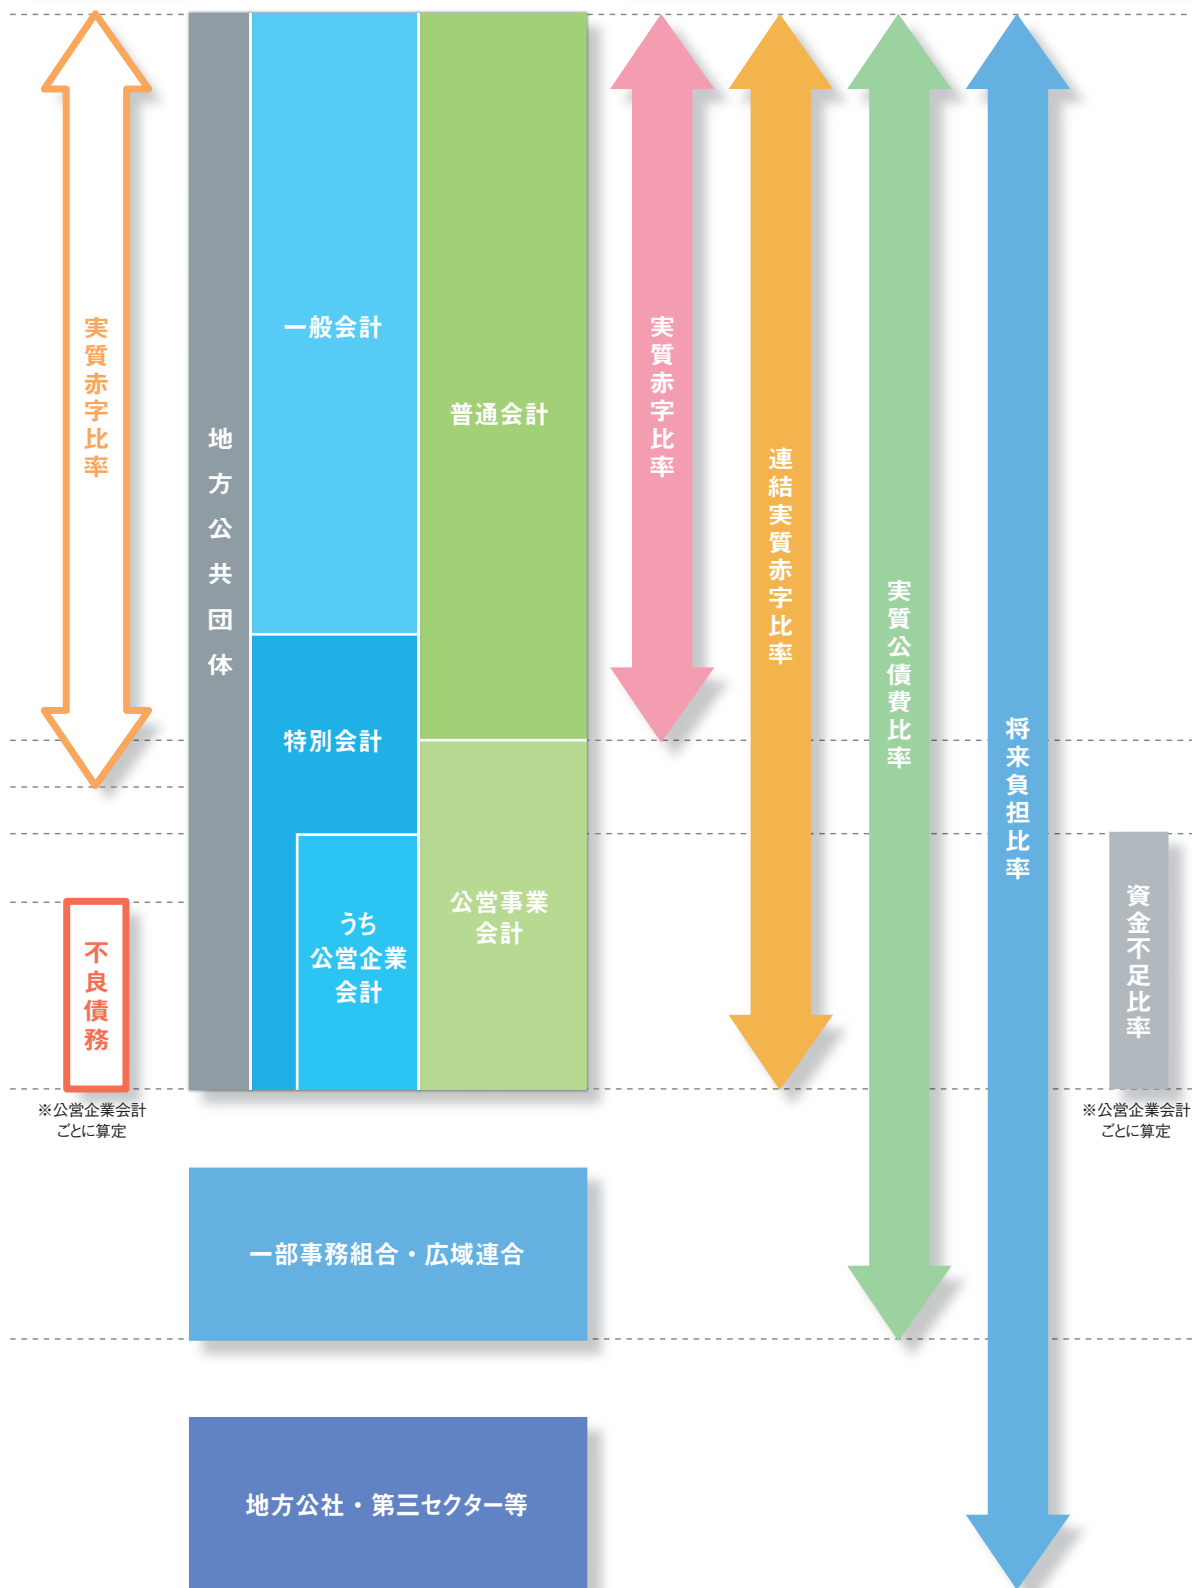 実質赤字比率
不良債務
※公営企業会計
ごとに算定
地方公共団体
一般会計
特別会計
うち
公営企業
会計
普通会計
公営事業
会計
一部事務組合・広域連合
地方公社・第三セクター等
実質赤字比率
連結実質赤字比率
実質公債費比率
将来負担比率
資金不足比率
※公営企業会計
ごとに算定